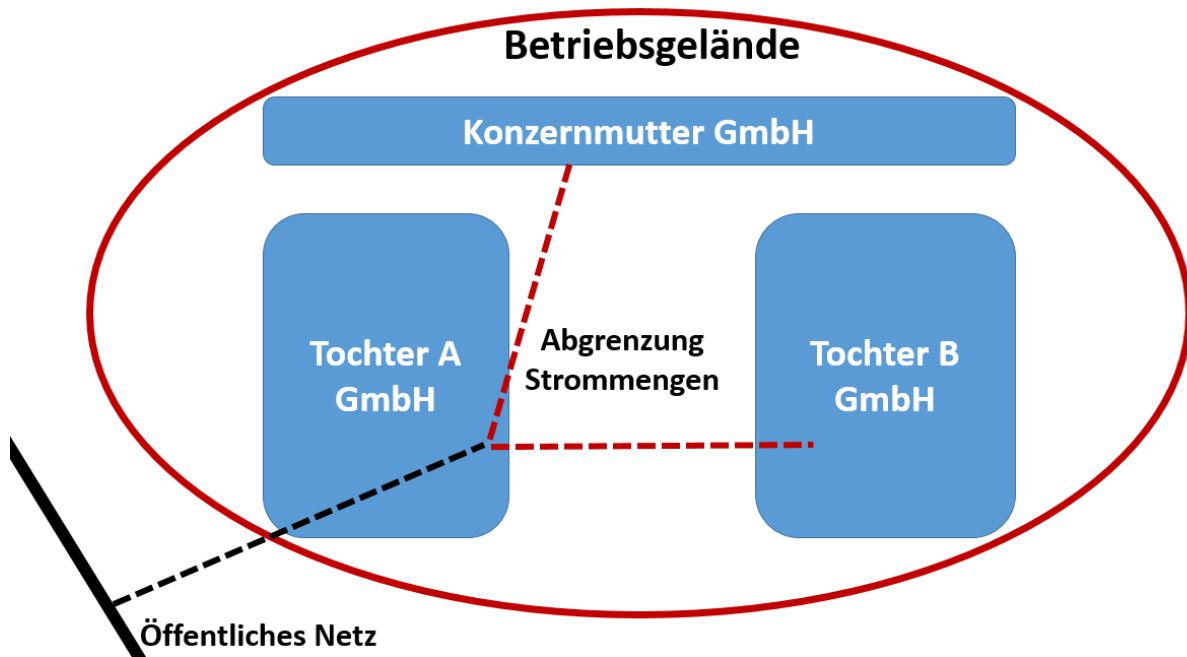 Betriebsgelände
Konzernmutter GmbH
Tochter A
GmbH
Abgrenzung
Strommengen
Tochter B
GmbH
Öffentliches Netz